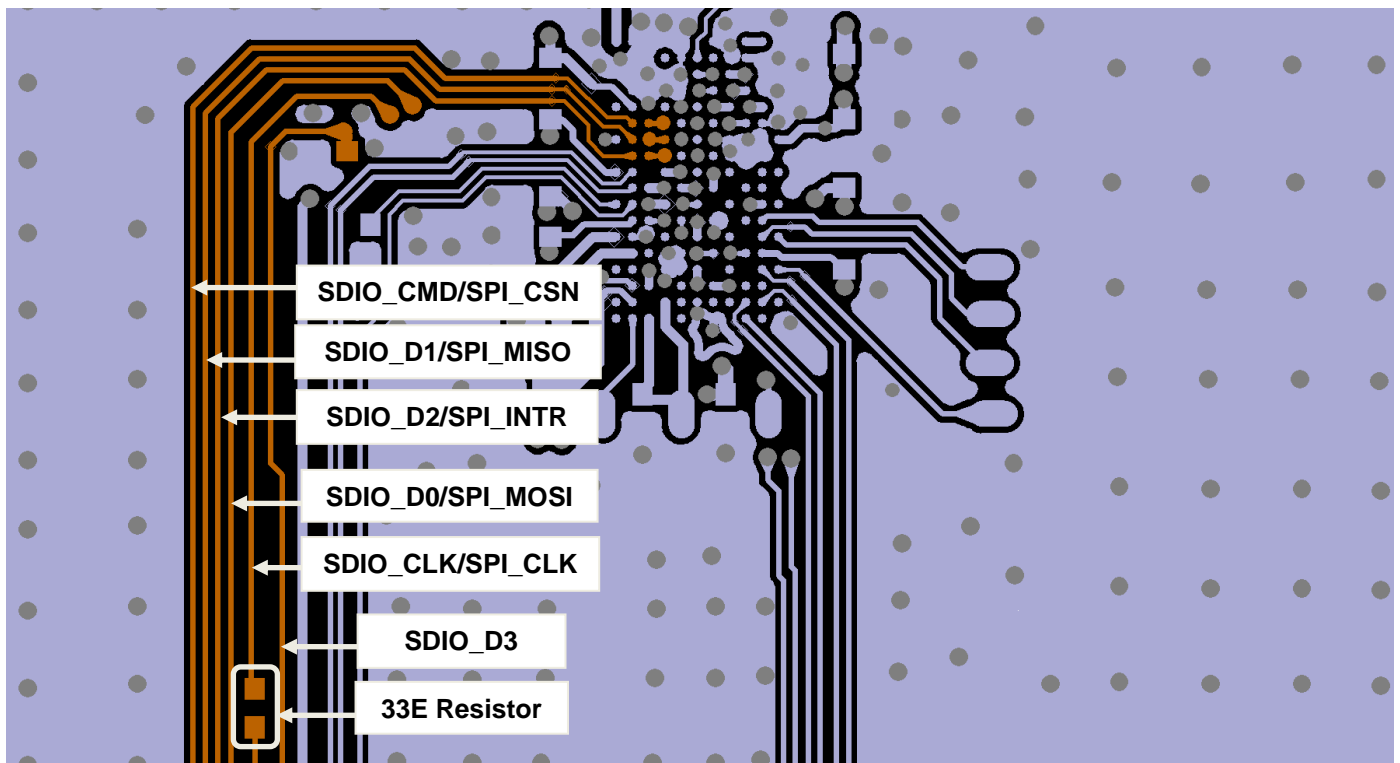 SDIO_CMD/SPI_CSN
SDIO_D1/SPI_MISO
SDIO_D2/SPI_INTR
SDIO_D0/SPI_MOSI
SDIO_CLK/SPI_CLK
SDIO_D3
33E Resistor